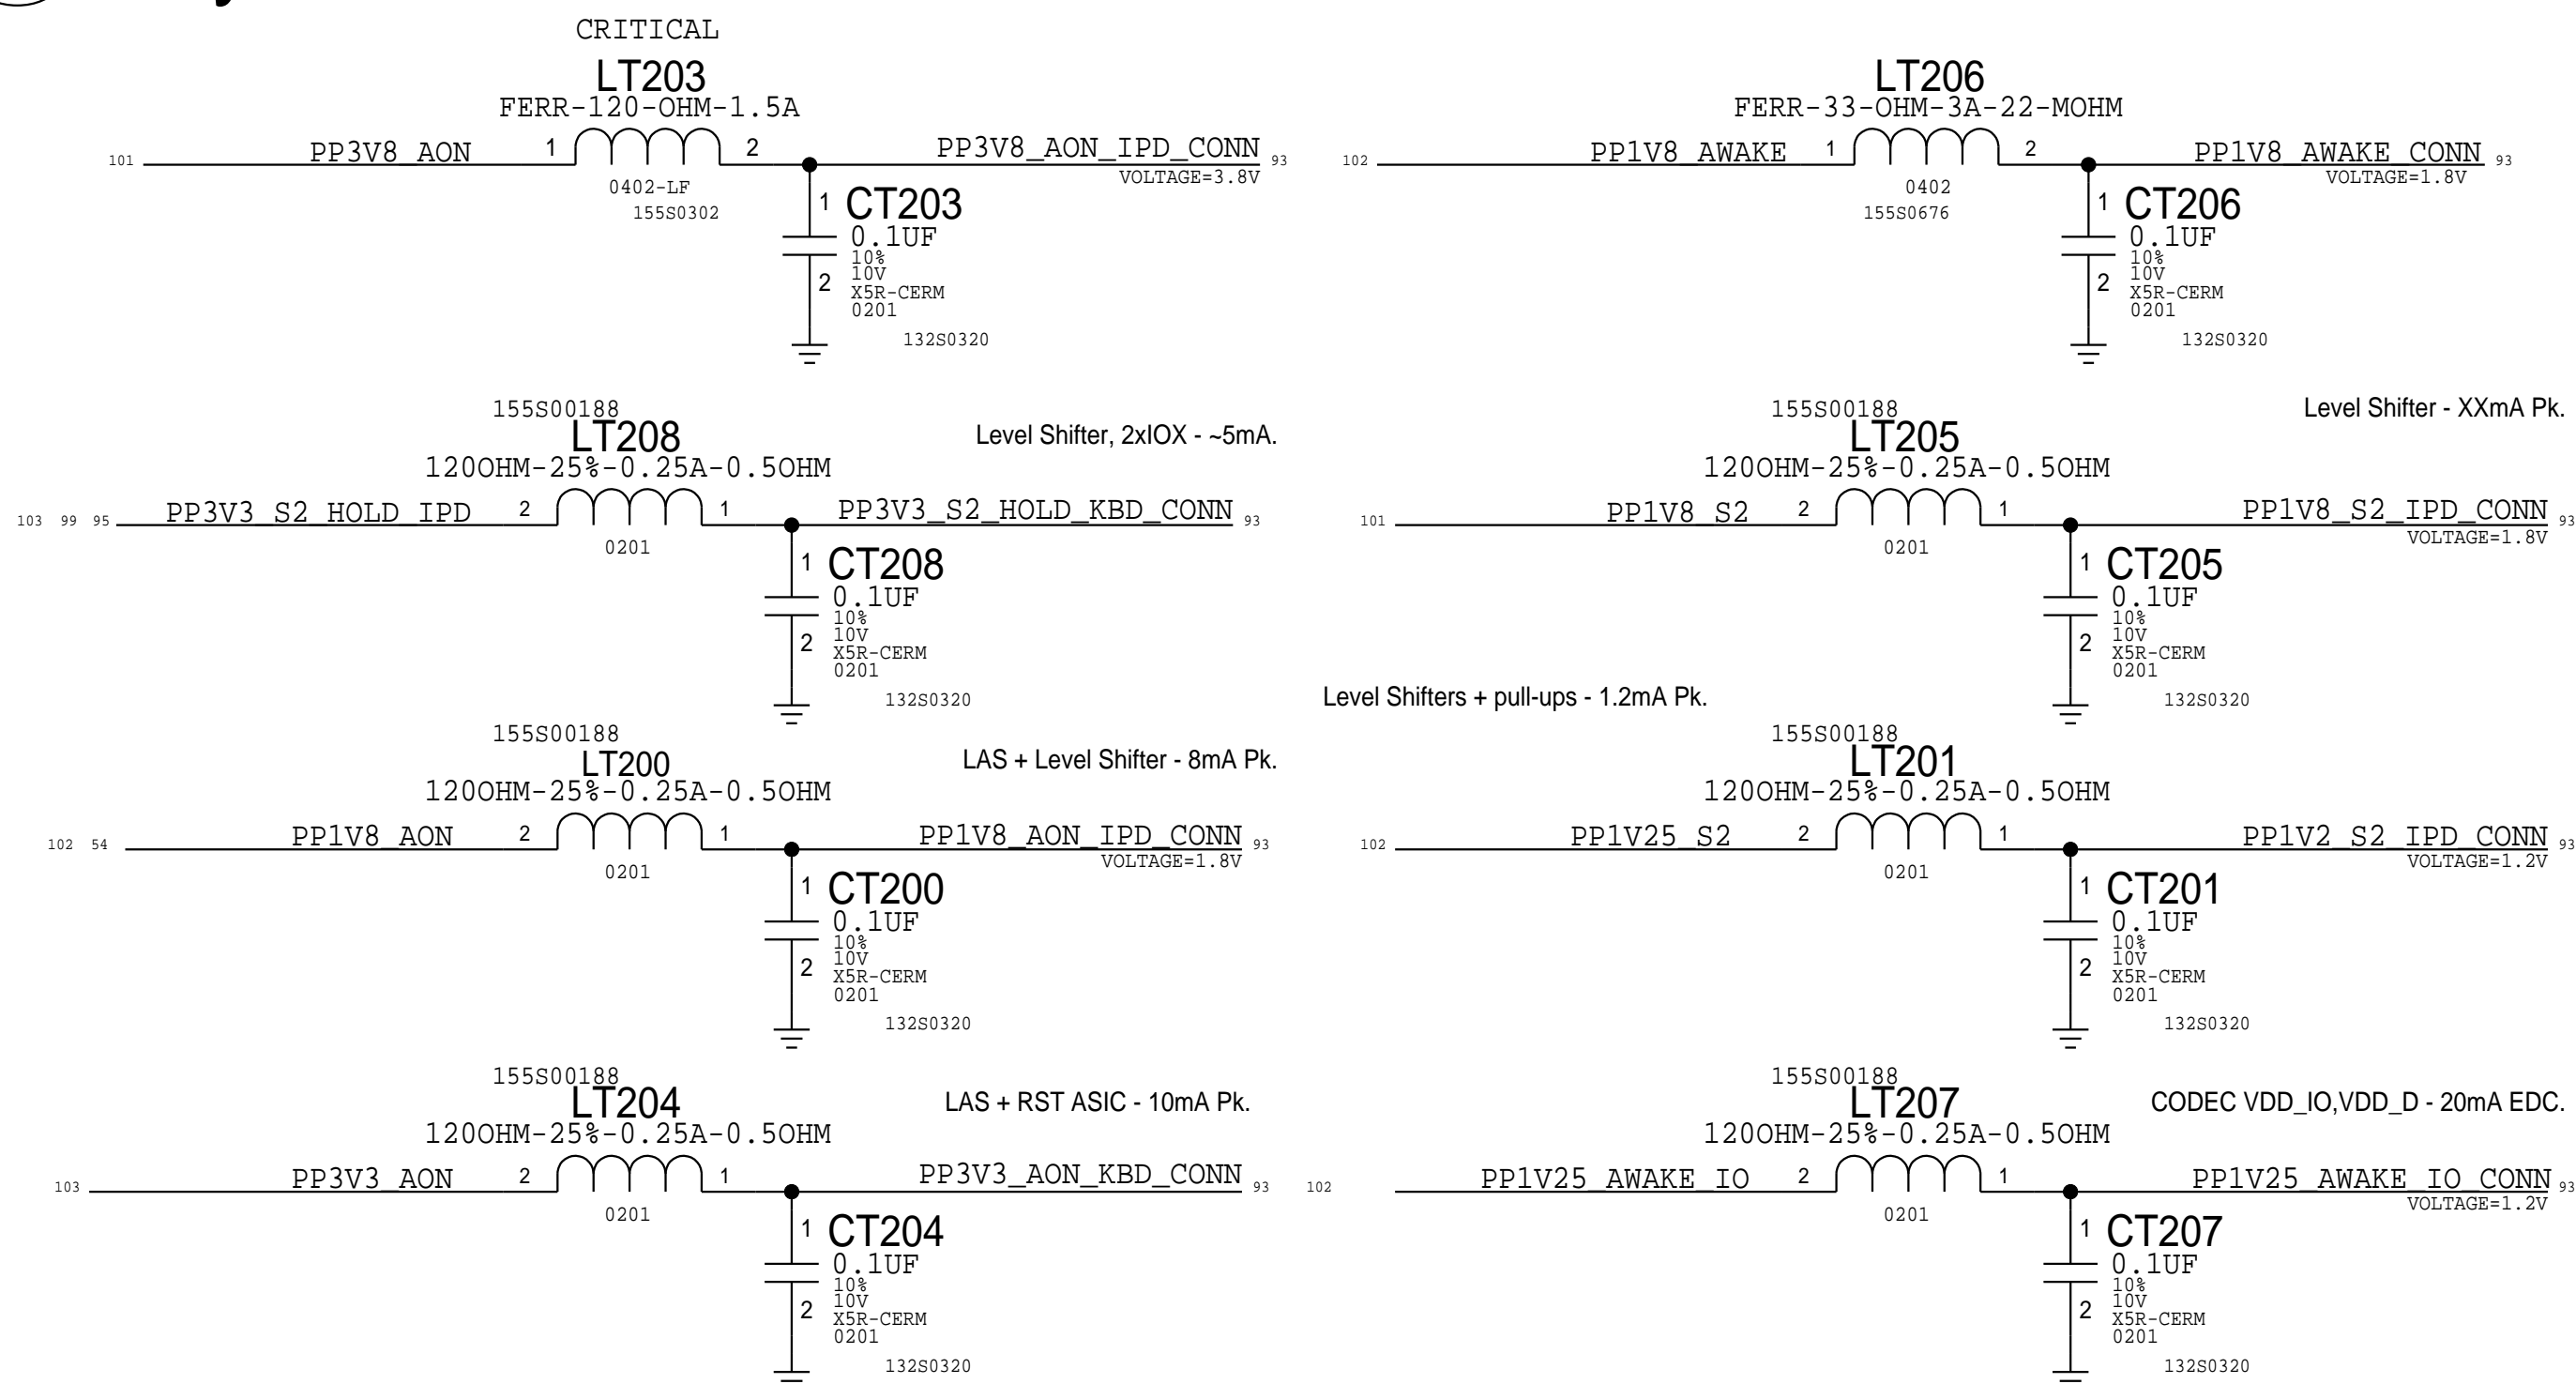 CRITICAL
LT203
FERR-120-OHM-1.5A
101 PP3V8_AON 1 2 PP3V8_AON_IPD_CONN 93
VOLTAGE=3.8V
0402-LF
155S0302
1 CT203
0.1UF
10%
10V
2 X5R-CERM
0201
132S0320
LT206
FERR-33-OHM-3A-22-MOHM
102 PP1V8_AWAKE 1 2 PP1V8_AWAKE_CONN 93
VOLTAGE=1.8V
0402
155S0676
1 CT206
0.1UF
10%
10V
2 X5R-CERM
0201
132S0320
155S00188
LT208
Level Shifter, 2xIOX - ~5mA.
120OHM-25%-0.25A-0.5OHM
103 99 95 PP3V3_S2_HOLD_IPD 2 1 PP3V3_S2_HOLD_KBD_CONN 93
0201
1 CT208
0.1UF
10%
10V
2 X5R-CERM
0201
132S0320
155S00188
Level Shifter - XXmA Pk.
LT205
120OHM-25%-0.25A-0.5OHM
101 PP1V8_S2 2 1 PP1V8_S2_IPD_CONN 93
VOLTAGE=1.8V
0201
1 CT205
0.1UF
10%
10V
2 X5R-CERM
0201
132S0320
155S00188
LT200
LAS + Level Shifter - 8mA Pk.
120OHM-25%-0.25A-0.5OHM
102 54 PP1V8_AON 2 1 PP1V8_AON_IPD_CONN 93
VOLTAGE=1.8V
0201
1 CT200
0.1UF
10%
10V
2 X5R-CERM
0201
132S0320
Level Shifters + pull-ups - 1.2mA Pk.
155S00188
LT201
120OHM-25%-0.25A-0.5OHM
102 PP1V25_S2 2 1 PP1V2_S2_IPD_CONN 93
VOLTAGE=1.2V
0201
1 CT201
0.1UF
10%
10V
2 X5R-CERM
0201
132S0320
155S00188
LT204
LAS + RST ASIC - 10mA Pk.
120OHM-25%-0.25A-0.5OHM
103 PP3V3_AON 2 1 PP3V3_AON_KBD_CONN 93
0201
1 CT204
0.1UF
10%
10V
2 X5R-CERM
0201
132S0320
155S00188
LT207
CODEC VDD_IO,VDD_D - 20mA EDC.
120OHM-25%-0.25A-0.5OHM
102 PP1V25_AWAKE_IO 2 1 PP1V25_AWAKE_IO_CONN 93
VOLTAGE=1.2V
0201
1 CT207
0.1UF
10%
10V
2 X5R-CERM
0201
132S0320